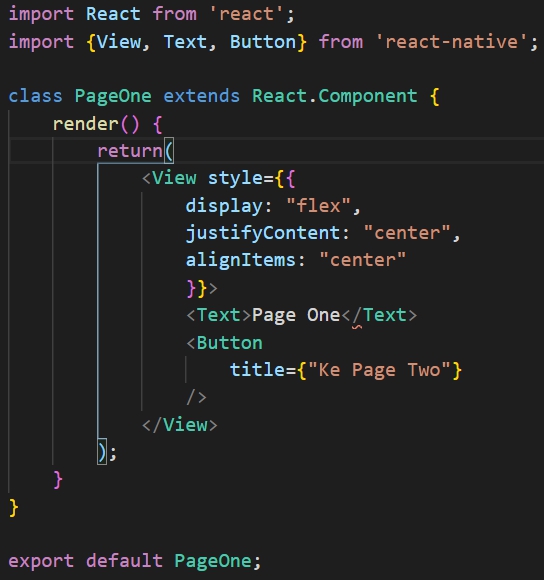 import React from 'react';
import {View, Text, Button} from 'react-native';

class PageOne extends React.Component {
    render() {
        return(
            <View style={{
                display: "flex",
                justifyContent: "center",
                alignItems: "center"
                }}>
                <Text>Page One</Text>
                <Button
                    title={"Ke Page Two"}
                />
            </View>
        );
    }
}

export default PageOne;